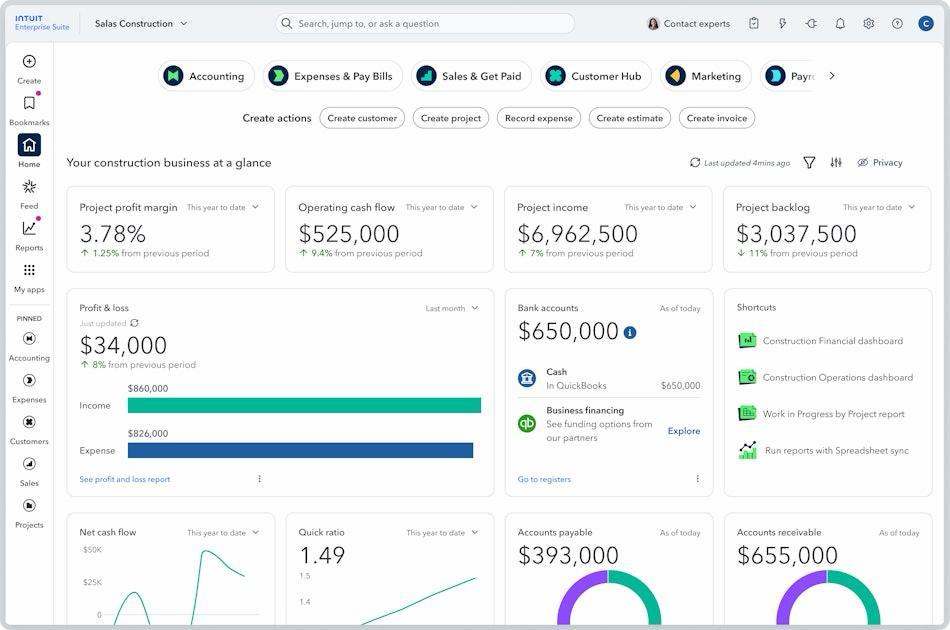 INTUIT
Enterprise Suite
Salas Construction
Search, jump to, or ask a question
Contact experts
C
Create
Bookmarks
Home
Feed
Reports
My apps
PINNED
Accounting
Expenses
Customers
Sales
Projects
Accounting
Expenses & Pay Bills
Sales & Get Paid
Customer Hub
Marketing
Payr
Create actions
Create customer
Create project
Record expense
Create estimate
Create invoice
Your construction business at a glance
Last updated 4mins ago
Privacy
Project profit margin
This year to date
3.78%
↑ 1.25% from previous period
Operating cash flow
This year to date
$525,000
↑ 9.4% from previous period
Project income
This year to date
$6,962,500
↑ 7% from previous period
Project backlog
This year to date
$3,037,500
↓ 11% from previous period
Profit & loss
Last month
Just updated
$34,000
↑ 8% from previous period
$860,000
Income
$826,000
Expense
See profit and loss report
Bank accounts
As of today
$650,000
i
Cash
In QuickBooks
$650,000
qb
Business financing
See funding options from
our partners
Explore
Go to registers
Shortcuts
Construction Financial dashboard
Construction Operations dashboard
Work in Progress by Project report
Run reports with Spreadsheet sync
Net cash flow
This year to date
$50K
$25K
0
Quick ratio
This year to date
1.49
1.5
1.4
Accounts payable
As of today
$393,000
Accounts receivable
As of today
$655,000